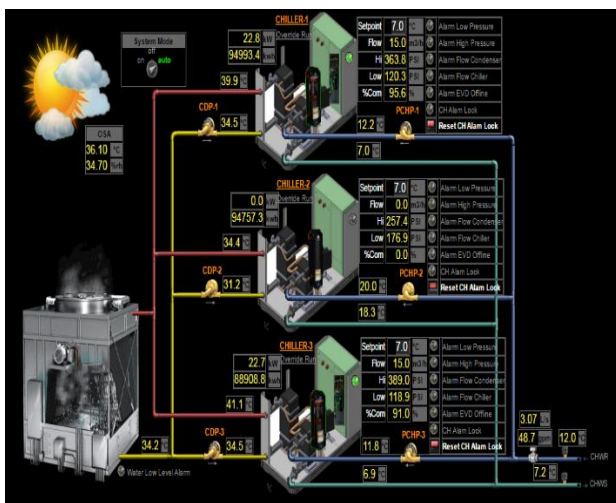 System Mode
off
on auto
OSA
36.10 °C
34.70 %rh
CHILLER-1
22.8 kW
Override Run
94993.4 kwh
39.9 °C
CDP-1
34.5 °C
Setpoint 7.0 °C Alarm Low Pressure
Flow 15.0 m3/h Alarm High Pressure
Hi 363.8 PSI Alarm Flow Condenser
Low 120.3 PSI Alarm Flow Chiller
%Com 95.6 % Alarm EVD Offline
CH Alam Lock
Reset CH Alam Lock
12.2 °C
PCHP-1
7.0 °C
CHILLER-2
0.0 kW
Override Run
94757.3 kwh
34.4 °C
CDP-2
31.2 °C
Setpoint 7.0 °C Alarm Low Pressure
Flow 0.0 m3/h Alarm High Pressure
Hi 257.4 PSI Alarm Flow Condenser
Low 176.9 PSI Alarm Flow Chiller
%Com 0.0 % Alarm EVD Offline
CH Alam Lock
Reset CH Alam Lock
20.0 °C
PCHP-2
18.3 °C
CHILLER-3
22.7 kW
Override Run
88908.8 kwh
41.1 °C
CDP-3
34.2 °C
34.5 °C
Setpoint 7.0 °C Alarm Low Pressure
Flow 15.0 m3/h Alarm High Pressure
Hi 389.0 PSI Alarm Flow Condenser
Low 118.9 PSI Alarm Flow Chiller
%Com 91.0 % Alarm EVD Offline
CH Alam Lock
Reset CH Alam Lock
11.8 °C
PCHP-3
6.9 °C
3.07
48.7
12.0 °C
CHWR
7.2 °C
CHWS
Water Low Level Alarm